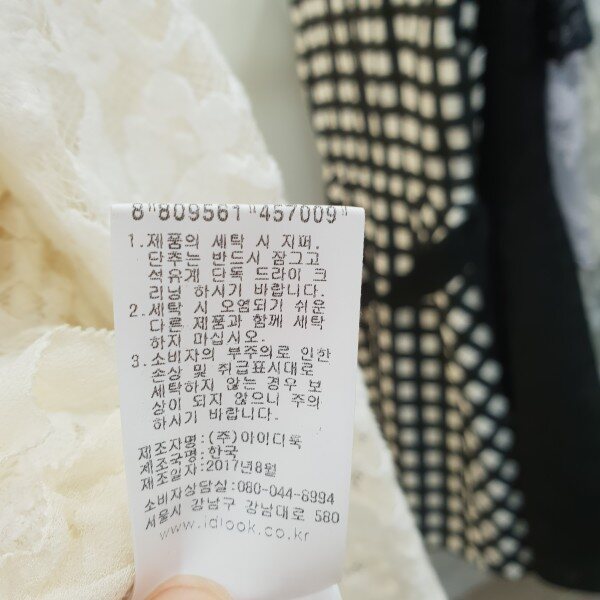 8 809561 457009
1. 제품의 세탁 시 지퍼,
단추는 반드시 잠그고
석유계 단독 드라이 크
리닝 하시기 바랍니다.
2. 세탁 시 오염되기 쉬운
다른 제품과 함께 세탁
하지 마십시오.
3. 소비자의 부주의로 인한
손상 및 취급표시대로
세탁하지 않는 경우 보
상이 되지 않으니 주의
하시기 바랍니다.
제조자명:(주)아이디룩
제조국명:한국
제조일자:2017년8월
소비자상담실:080-044-6994
서울시 강남구 강남대로 580
www.idlook.co.kr